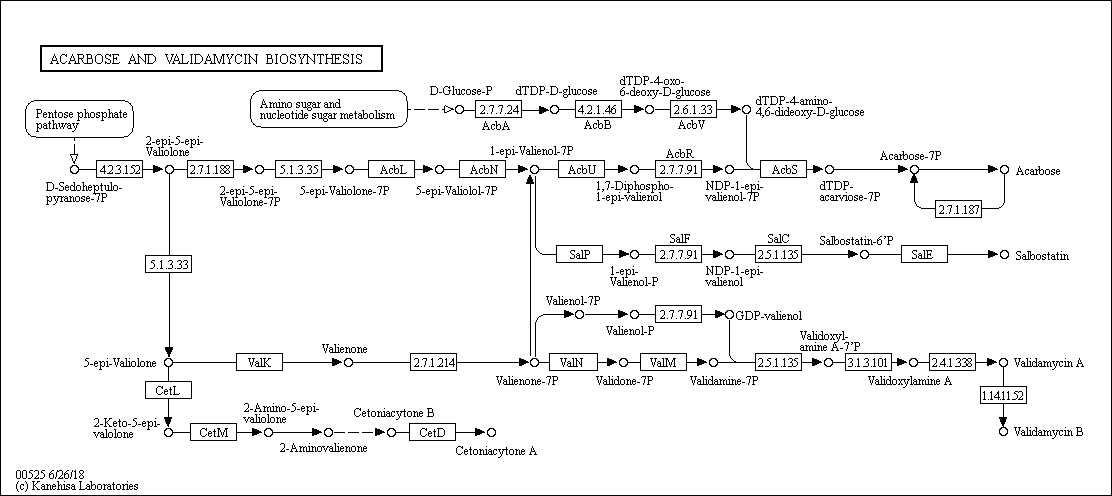 ACARBOSE AND VALIDAMYCIN BIOSYNTHESIS
Pentose phosphate
pathway
Amino sugar and
nucleotide sugar metabolism
D-Glucose-P
2.7.7.24
AcbA
dTDP-D-glucose
4.2.1.46
AcbB
dTDP-4-oxo-
6-deoxy-D-glucose
2.6.1.33
AcbV
dTDP-4-amino-
4,6-dideoxy-D-glucose
D-Sedoheptulo-
pyranose-7P
4.2.3.152
2-epi-5-epi-
Valiolone
2.7.1.188
2-epi-5-epi-
Valiolone-7P
5.1.3.35
5-epi-Valiolone-7P
AcbL
5-epi-Valiolol-7P
AcbN
1-epi-Valienol-7P
AcbU
1,7-Diphospho-
1-epi-valienol
AcbR
2.7.7.91
NDP-1-epi-
valienol-7P
AcbS
dTDP-
acarviose-7P
Acarbose-7P
Acarbose
2.7.1.187
5.1.3.33
SalP
1-epi-
Valienol-P
SalF
2.7.7.91
NDP-1-epi-
valienol
SalC
2.5.1.135
Salbostatin-6'P
SalE
Salbostatin
Valienol-7P
Valienol-P
2.7.7.91
GDP-valienol
5-epi-Valiolone
ValK
Valienone
2.7.1.214
Valienone-7P
ValN
Validone-7P
ValM
Validamine-7P
2.5.1.135
Validoxyl-
amine A-7'P
3.1.3.101
Validoxylamine A
2.4.1.338
Validamycin A
1.14.11.52
Validamycin B
CetL
2-Keto-5-epi-
valolone
CetM
2-Amino-5-epi-
valiolone
2-Aminovalienone
Cetoniacytone B
CetD
Cetoniacytone A
00525 6/26/18
(c) Kanehisa Laboratories